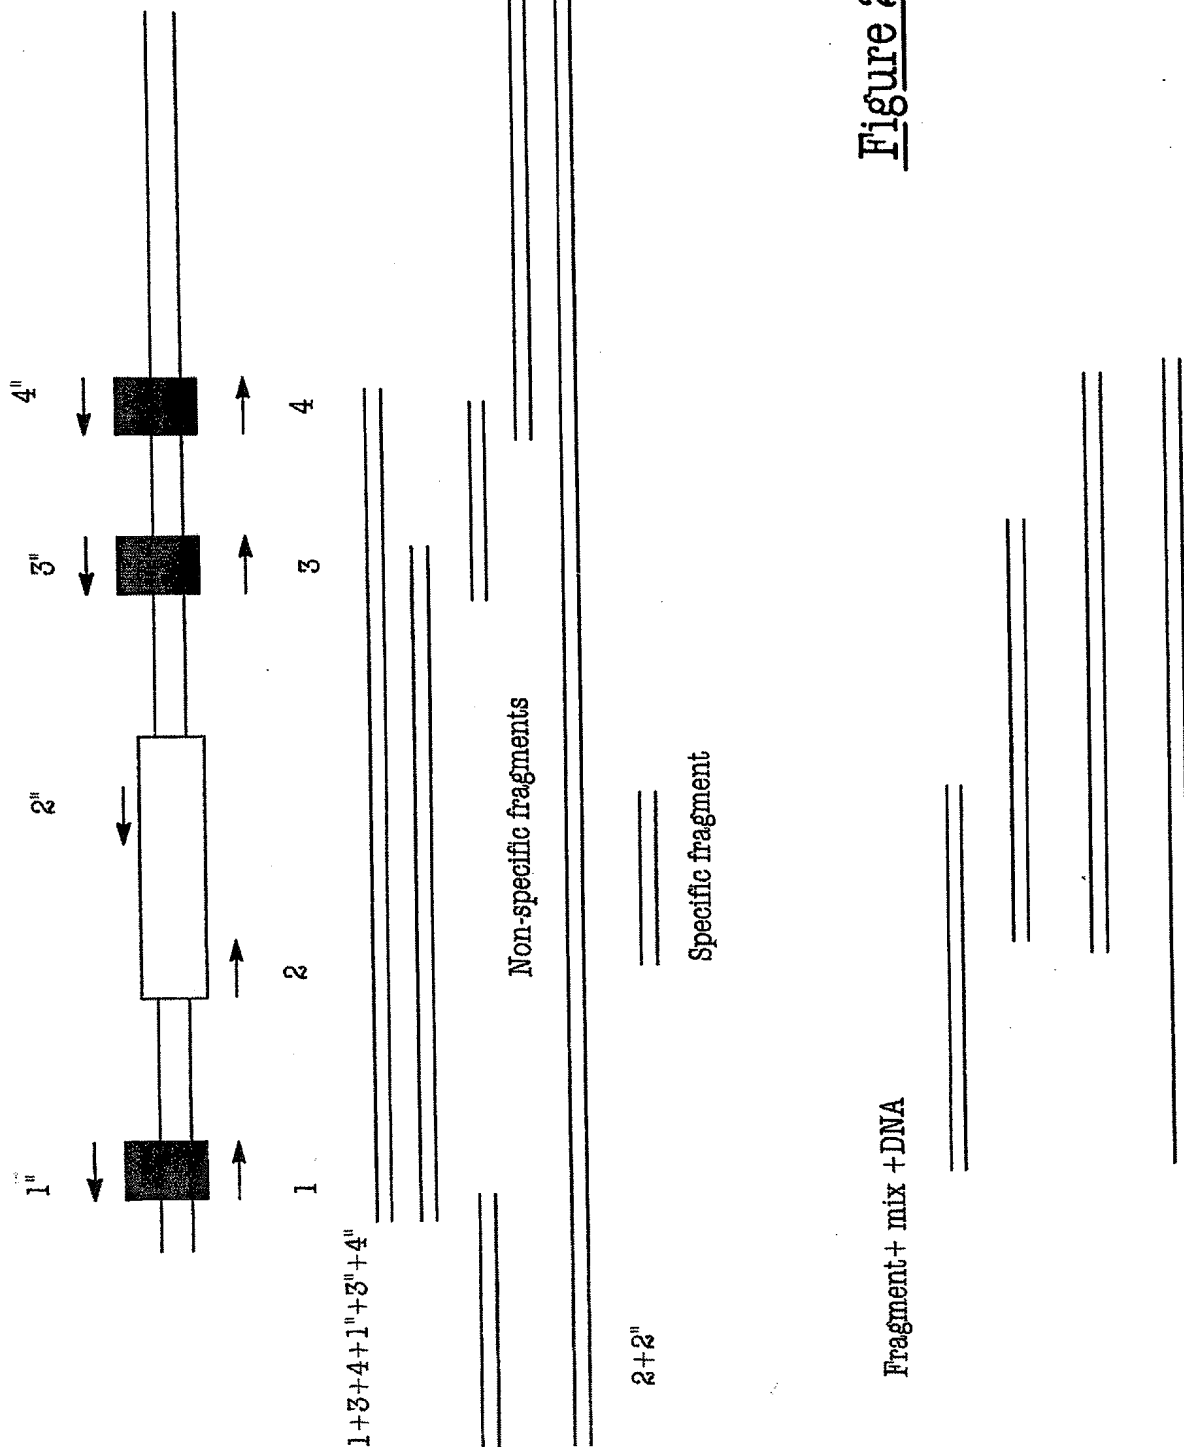 1" 2" 3" 4"
1 2 3 4
1+3+4+1"+3"+4"
Non-specific fragments
2+2"
Specific fragment
Fragment+ mix +DNA
Figure